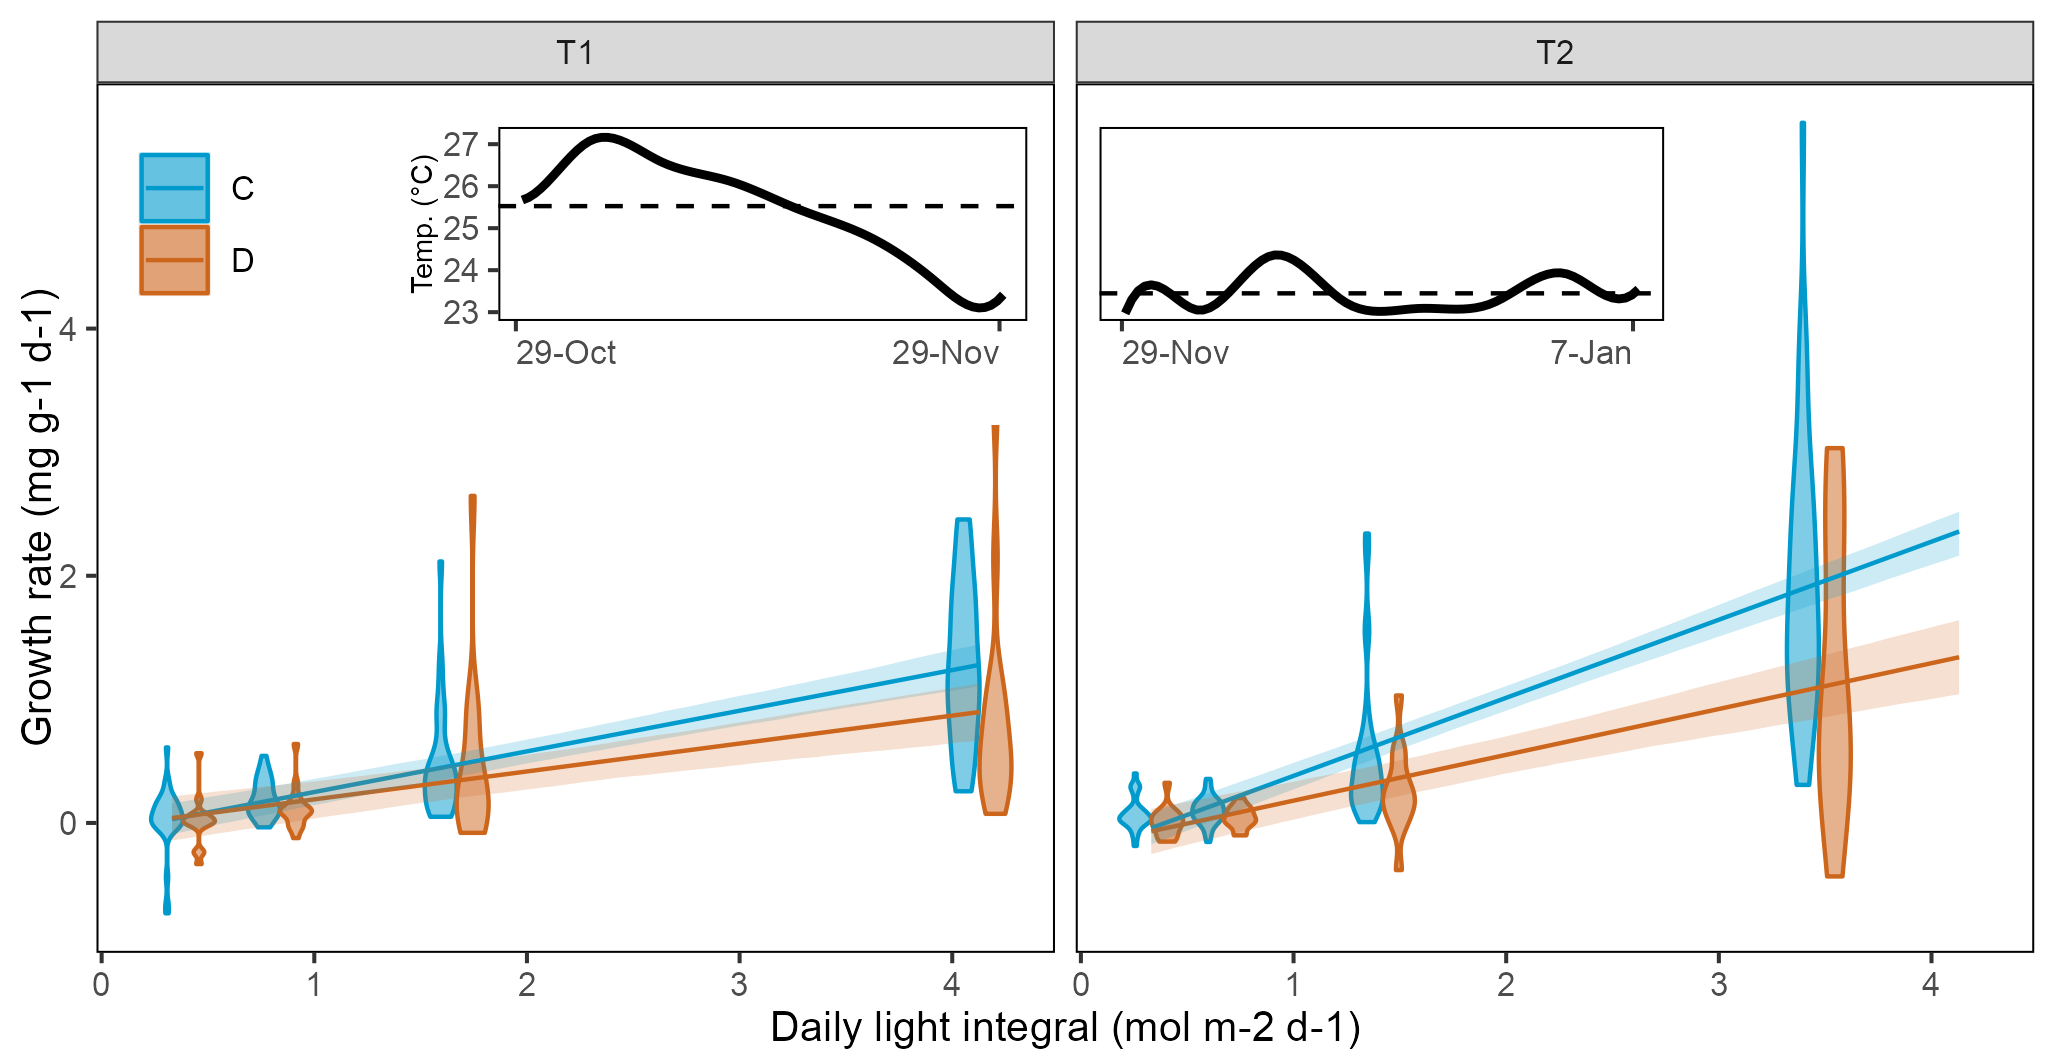 T1
T2
C
D
Temp. (°C)
27
26
25
24
23
29-Oct
29-Nov
29-Nov
7-Jan
Growth rate (mg g-1 d-1)
4
2
0
0
1
2
3
4
0
1
2
3
4
Daily light integral (mol m-2 d-1)